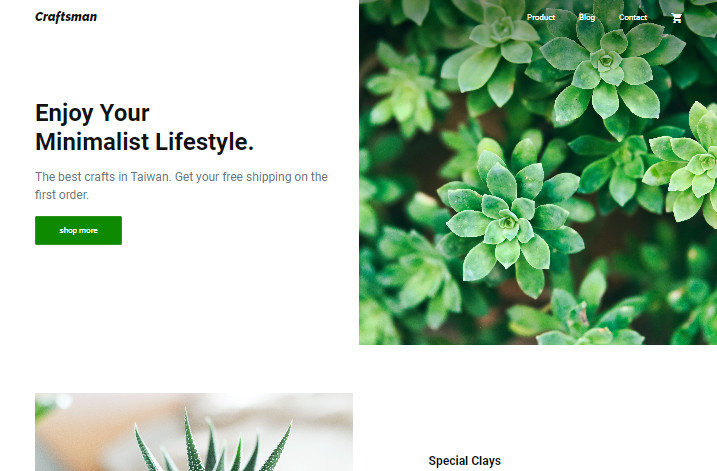 Craftsman
Product Blog Contact
Enjoy Your
Minimalist Lifestyle.
The best crafts in Taiwan. Get your free shipping on the
first order.
shop more
Special Clays